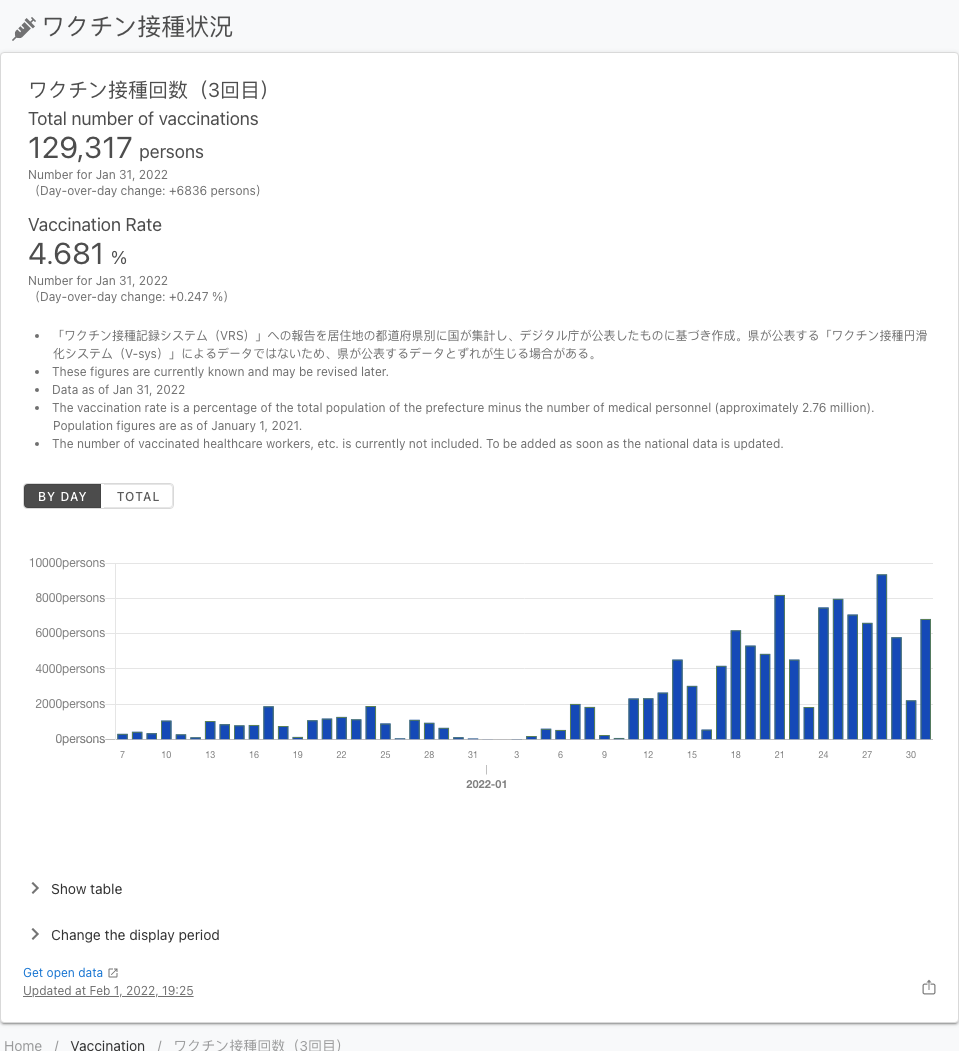 ワクチン接種状況
ワクチン接種回数（3回目）
Total number of vaccinations
129,317 persons
Number for Jan 31, 2022
（Day-over-day change: +6836 persons）
Vaccination Rate
4.681 %
Number for Jan 31, 2022
（Day-over-day change: +0.247 %）
• 「ワクチン接種記録システム（VRS）」への報告を居住地の都道府県別に国が集計し、デジタル庁が公表したものに基づき作成。県が公表する「ワクチン接種円滑
化システム（V-sys）」によるデータではないため、県が公表するデータとずれが生じる場合がある。
• These figures are currently known and may be revised later.
• Data as of Jan 31, 2022
• The vaccination rate is a percentage of the total population of the prefecture minus the number of medical personnel (approximately 2.76 million).
Population figures are as of January 1, 2021.
• The number of vaccinated healthcare workers, etc. is currently not included. To be added as soon as the national data is updated.
BY DAY TOTAL
10000persons
8000persons
6000persons
4000persons
2000persons
0persons
7 10 13 16 19 22 25 28 31 3 6 9 12 15 18 21 24 27 30
2022-01
Show table
Change the display period
Get open data
Updated at Feb 1, 2022, 19:25
Home / Vaccination / ワクチン接種回数（3回目）